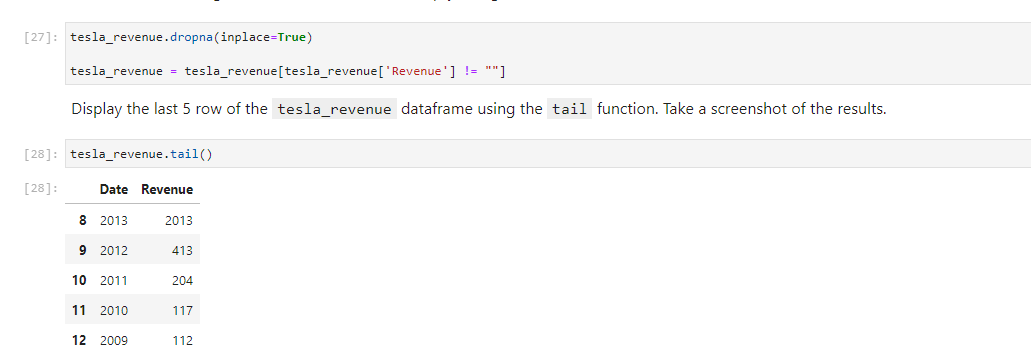 [27]: tesla_revenue.dropna(inplace=True)
tesla_revenue = tesla_revenue[tesla_revenue['Revenue'] != ""]
Display the last 5 row of the tesla_revenue dataframe using the tail function. Take a screenshot of the results.
[28]: tesla_revenue.tail()
[28]: Date Revenue
8 2013 2013
9 2012 413
10 2011 204
11 2010 117
12 2009 112